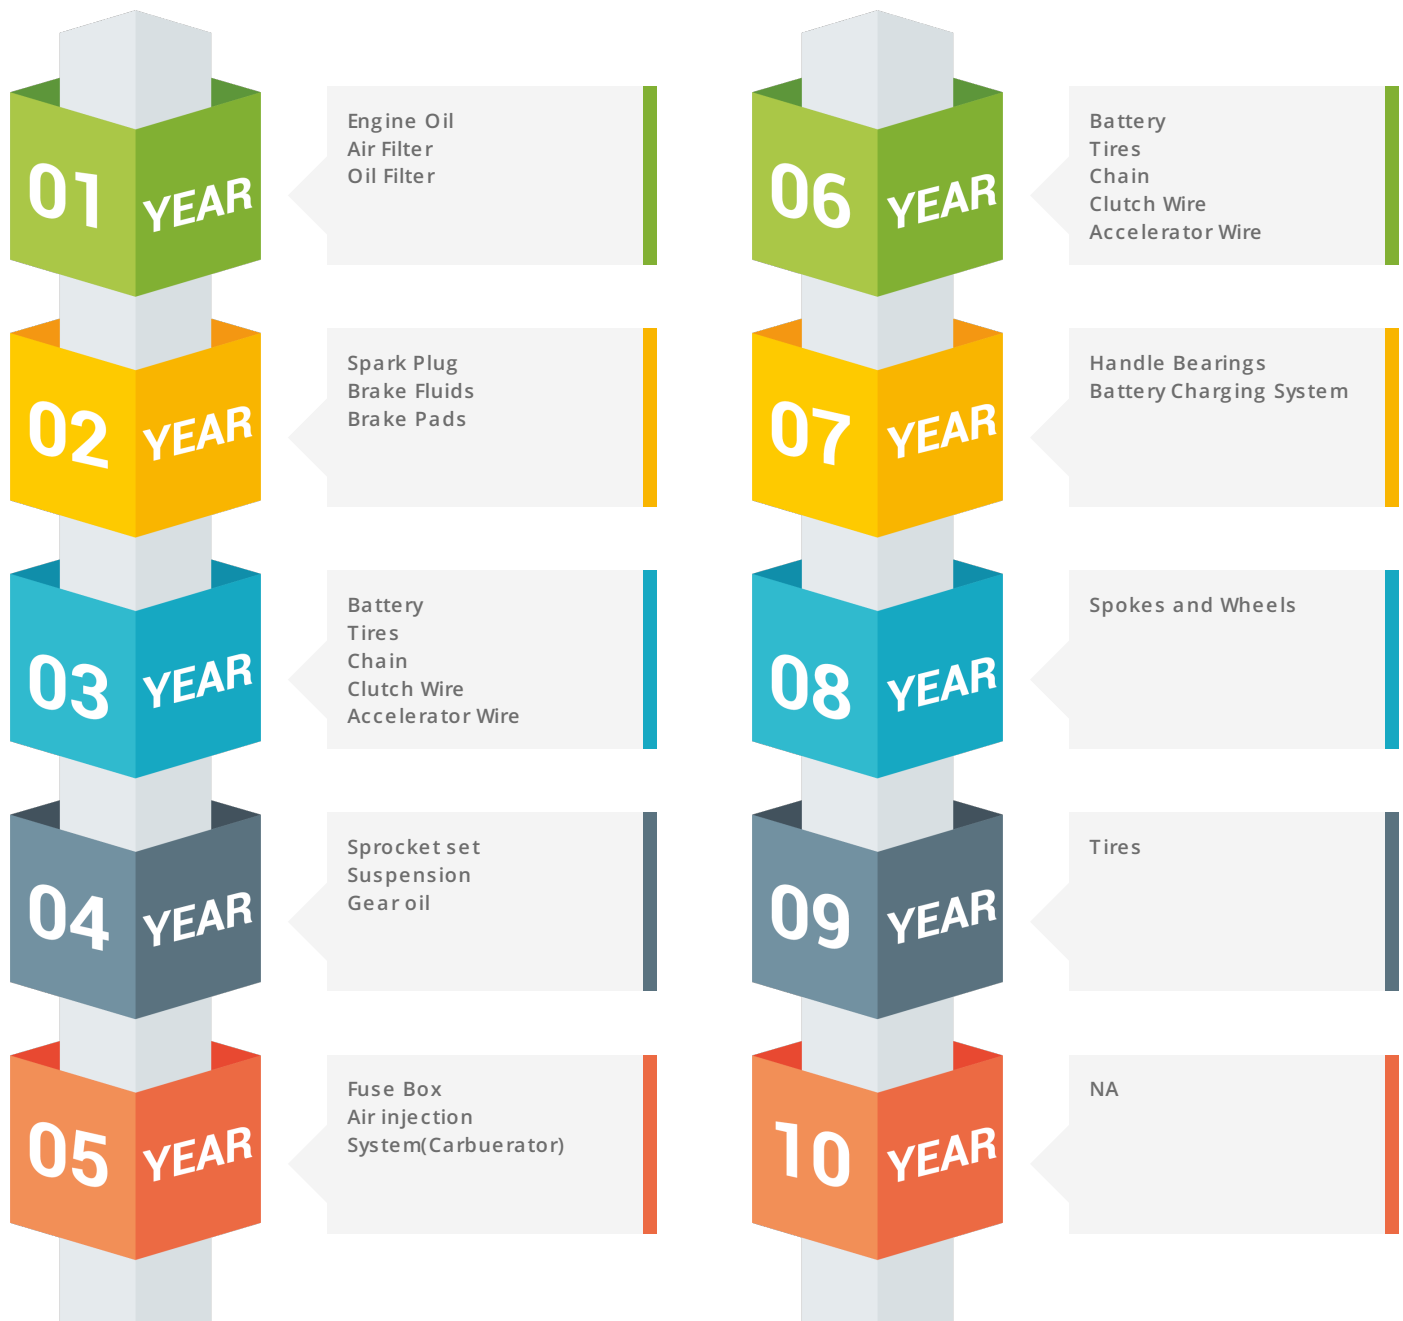 01 YEAR
Engine Oil
Air Filter
Oil Filter
02 YEAR
Spark Plug
Brake Fluids
Brake Pads
03 YEAR
Battery
Tires
Chain
Clutch Wire
Accelerator Wire
04 YEAR
Sprocket set
Suspension
Gear oil
05 YEAR
Fuse Box
Air injection
System(Carbuerator)
06 YEAR
Battery
Tires
Chain
Clutch Wire
Accelerator Wire
07 YEAR
Handle Bearings
Battery Charging System
08 YEAR
Spokes and Wheels
09 YEAR
Tires
10 YEAR
NA